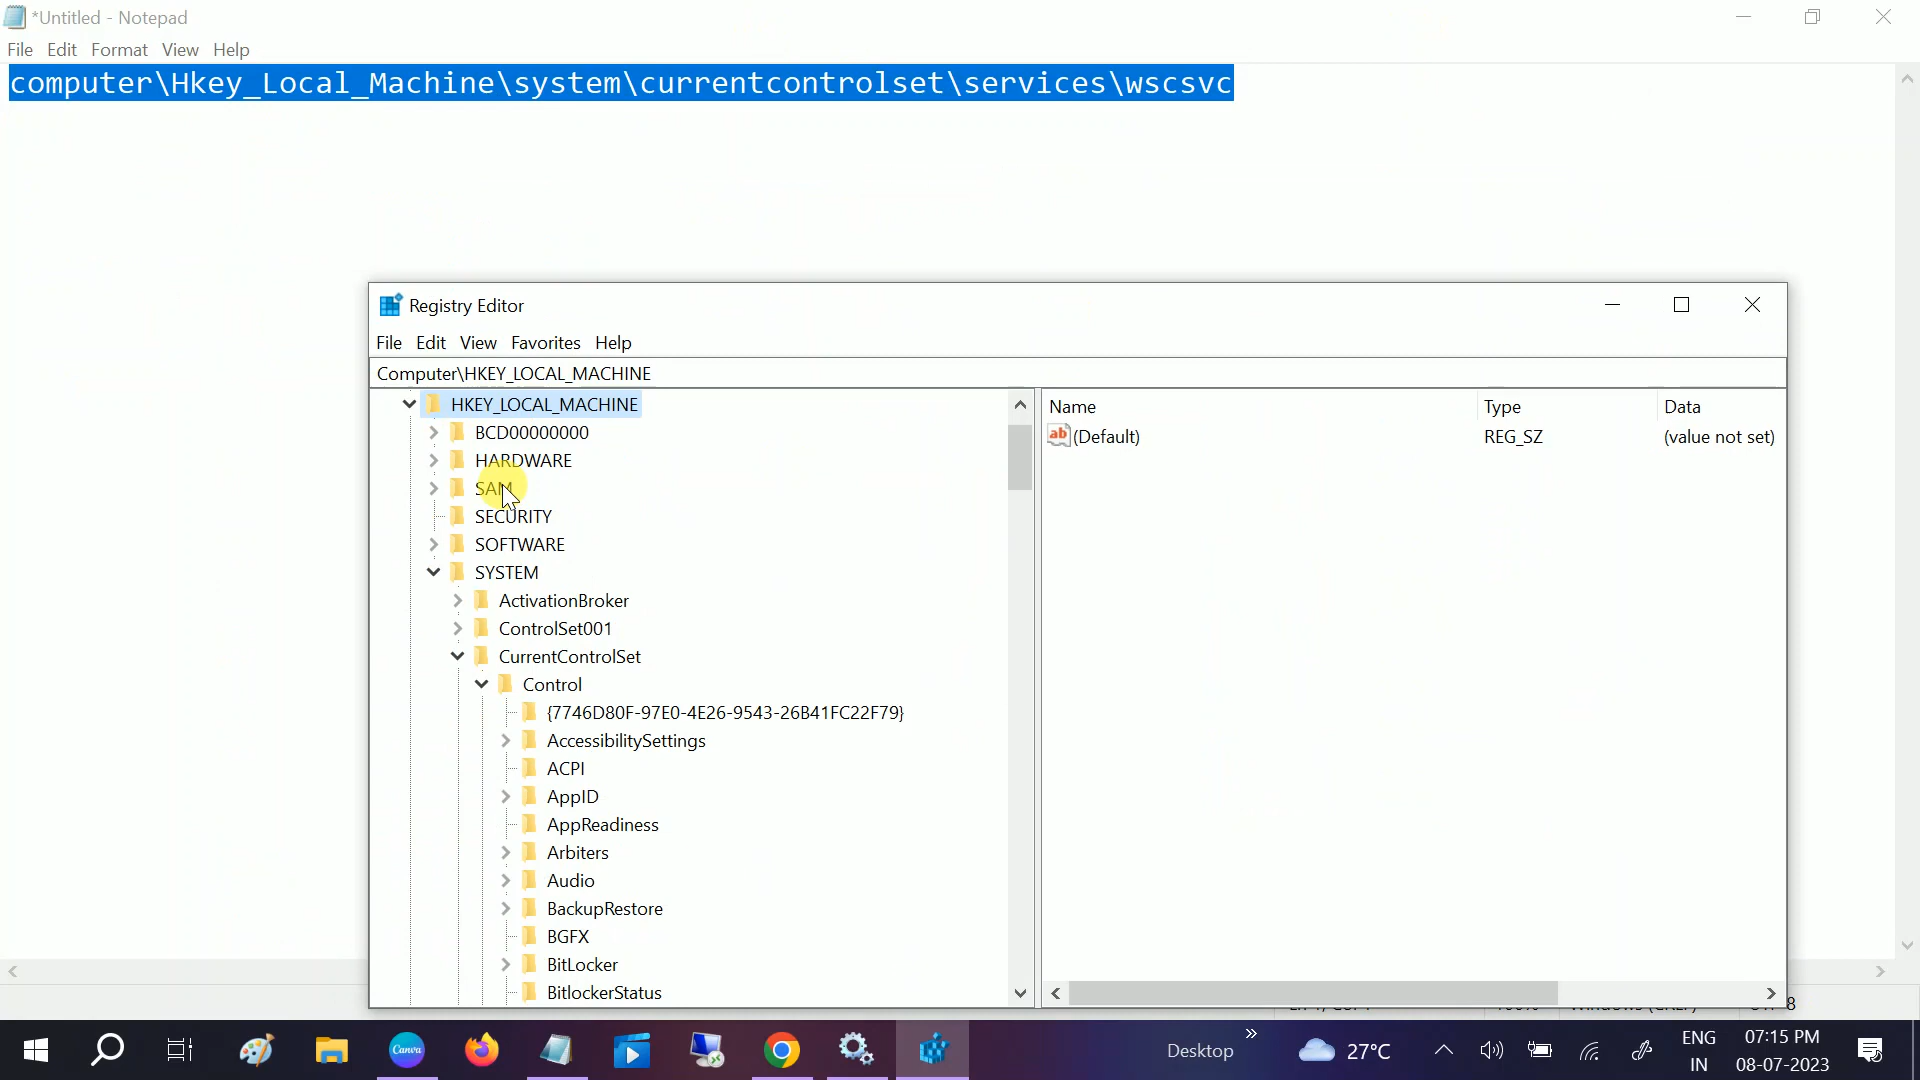 *Untitled - Notepad
File Edit Format View Help
computer\Hkey_Local_Machine\system\currentcontrolset\services\wscsvc
Registry Editor
File Edit View Favorites Help
Computer\HKEY_LOCAL_MACHINE
HKEY_LOCAL_MACHINE
BCD00000000
HARDWARE
SAM
SECURITY
SOFTWARE
SYSTEM
ActivationBroker
ControlSet001
CurrentControlSet
Control
{7746D80F-97E0-4E26-9543-26B41FC22F79}
AccessibilitySettings
ACPI
AppID
AppReadiness
Arbiters
Audio
BackupRestore
BGFX
BitLocker
BitlockerStatus
Name Type Data
(Default) REG_SZ (value not set)
8
Canva
Desktop
27°C
ENG
IN
07:15 PM
08-07-2023